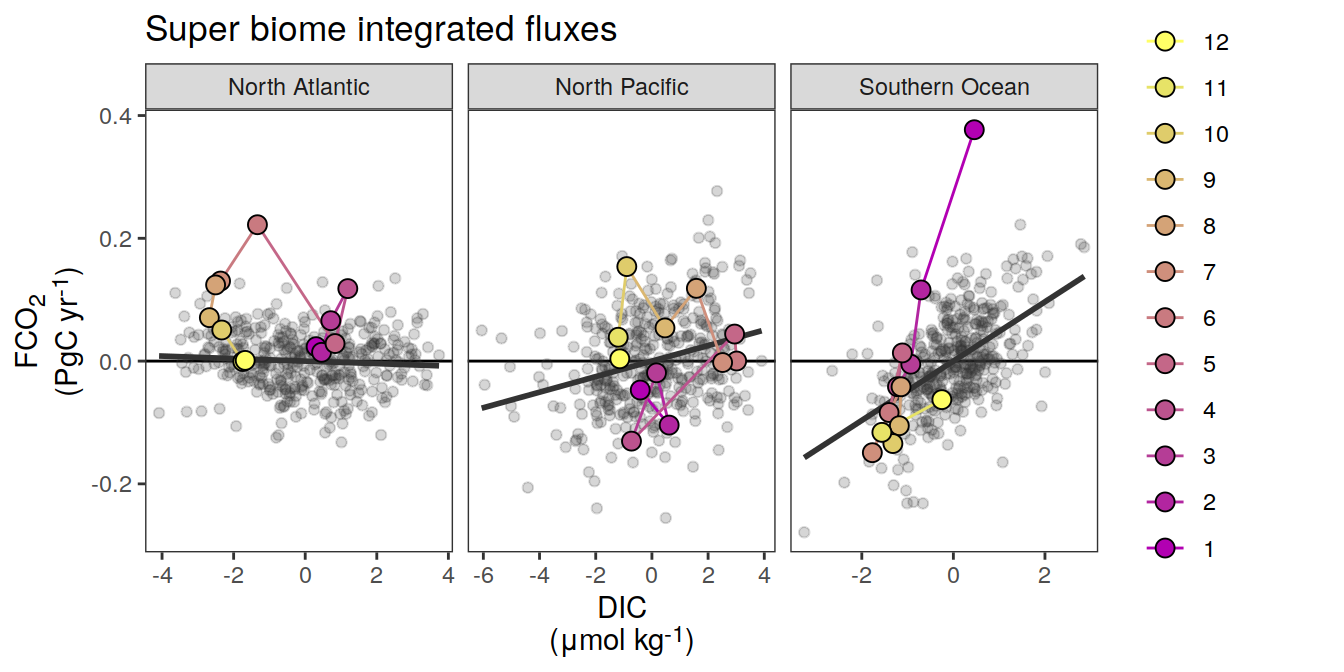 Super biome integrated fluxes
North Atlantic North Pacific Southern Ocean
FCO₂
(PgC yr⁻¹)
0.4
0.2
0.0
-0.2
-4 -2 0 2 4 -6 -4 -2 0 2 4 -2 0 2
DIC
(µmol kg⁻¹)
12
11
10
9
8
7
6
5
4
3
2
1